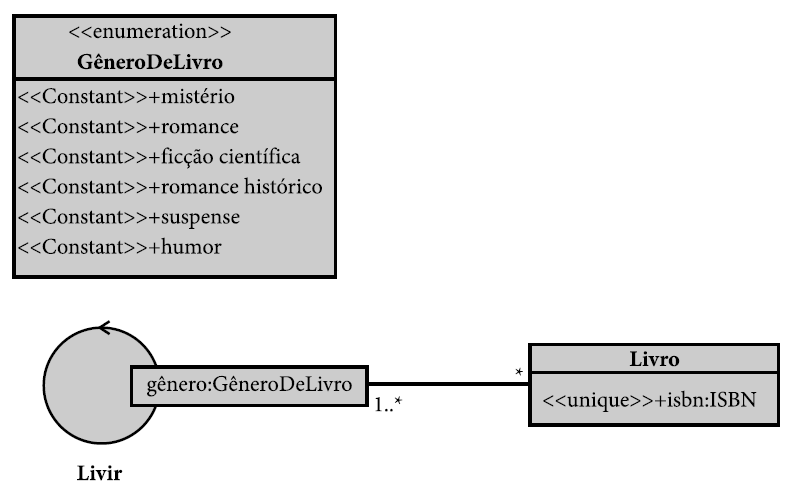 <<enumeration>>
GêneroDeLivro
<<Constant>>+mistério
<<Constant>>+romance
<<Constant>>+ficção científica
<<Constant>>+romance histórico
<<Constant>>+suspense
<<Constant>>+humor
gênero:GêneroDeLivro
1..*
*
Livro
<<unique>>+isbn:ISBN
Livir